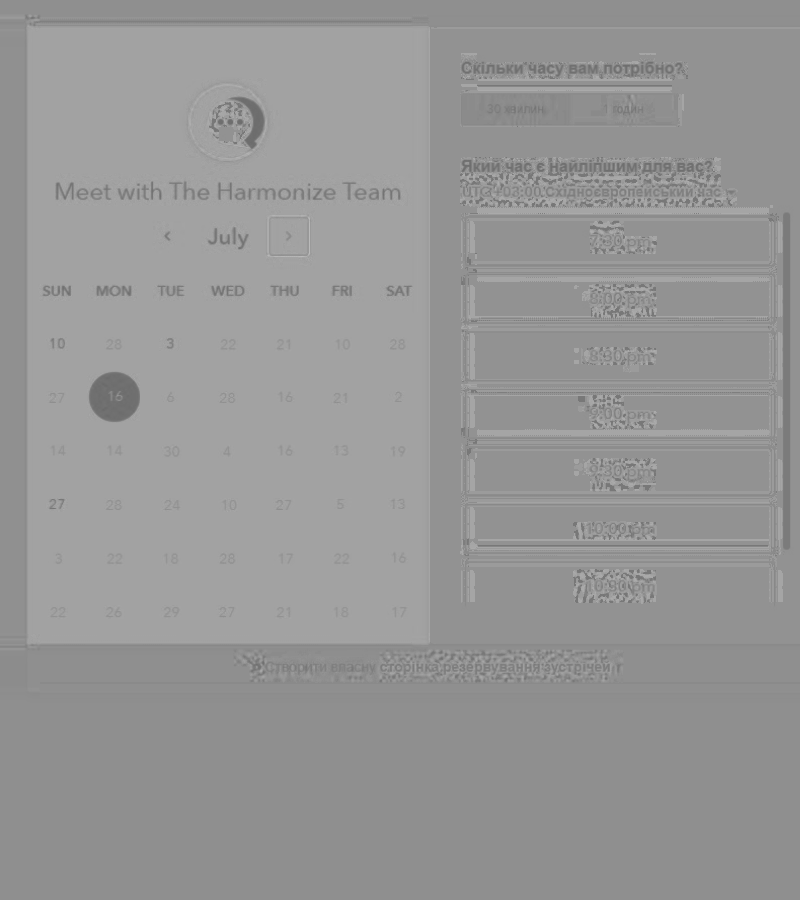 Meet with The Harmonize Team
July
SUN MON TUE WED THU FRI SAT
10 28 3 22 21 10 28
27 16 6 28 16 21 2
14 14 30 4 16 13 19
27 28 24 10 27 5 13
3 22 18 28 17 22 16
22 26 29 27 21 18 17
Скільки часу вам потрібно?
30 хвилин 1 годин
Який час є найліпшим для вас?
UTC +03:00 Східноєвропейський час
8:00 pm
8:30 pm
9:00 pm
9:30 pm
10:00 pm
10:30 pm
Створити власну сторінка резервування зустрічей